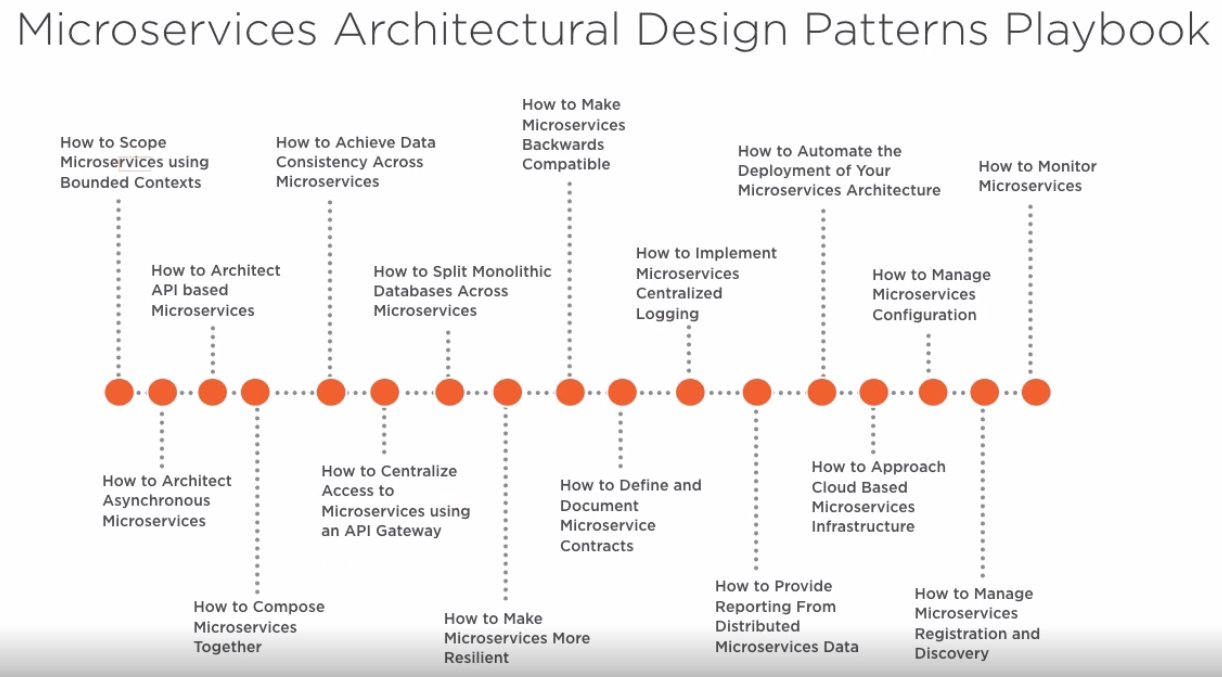 Microservices Architectural Design Patterns Playbook
How to Scope
Microservices using
Bounded Contexts
How to Architect
Asynchronous
Microservices
How to Architect
API based
Microservices
How to Compose
Microservices
Together
How to Achieve Data
Consistency Across
Microservices
How to Centralize
Access to
Microservices using
an API Gateway
How to Split Monolithic
Databases Across
Microservices
How to Make
Microservices More
Resilient
How to Make
Microservices
Backwards
Compatible
How to Define and
Document
Microservice
Contracts
How to Implement
Microservices
Centralized
Logging
How to Provide
Reporting From
Distributed
Microservices Data
How to Automate the
Deployment of Your
Microservices Architecture
How to Approach
Cloud Based
Microservices
Infrastructure
How to Manage
Microservices
Configuration
How to Manage
Microservices
Registration and
Discovery
How to Monitor
Microservices